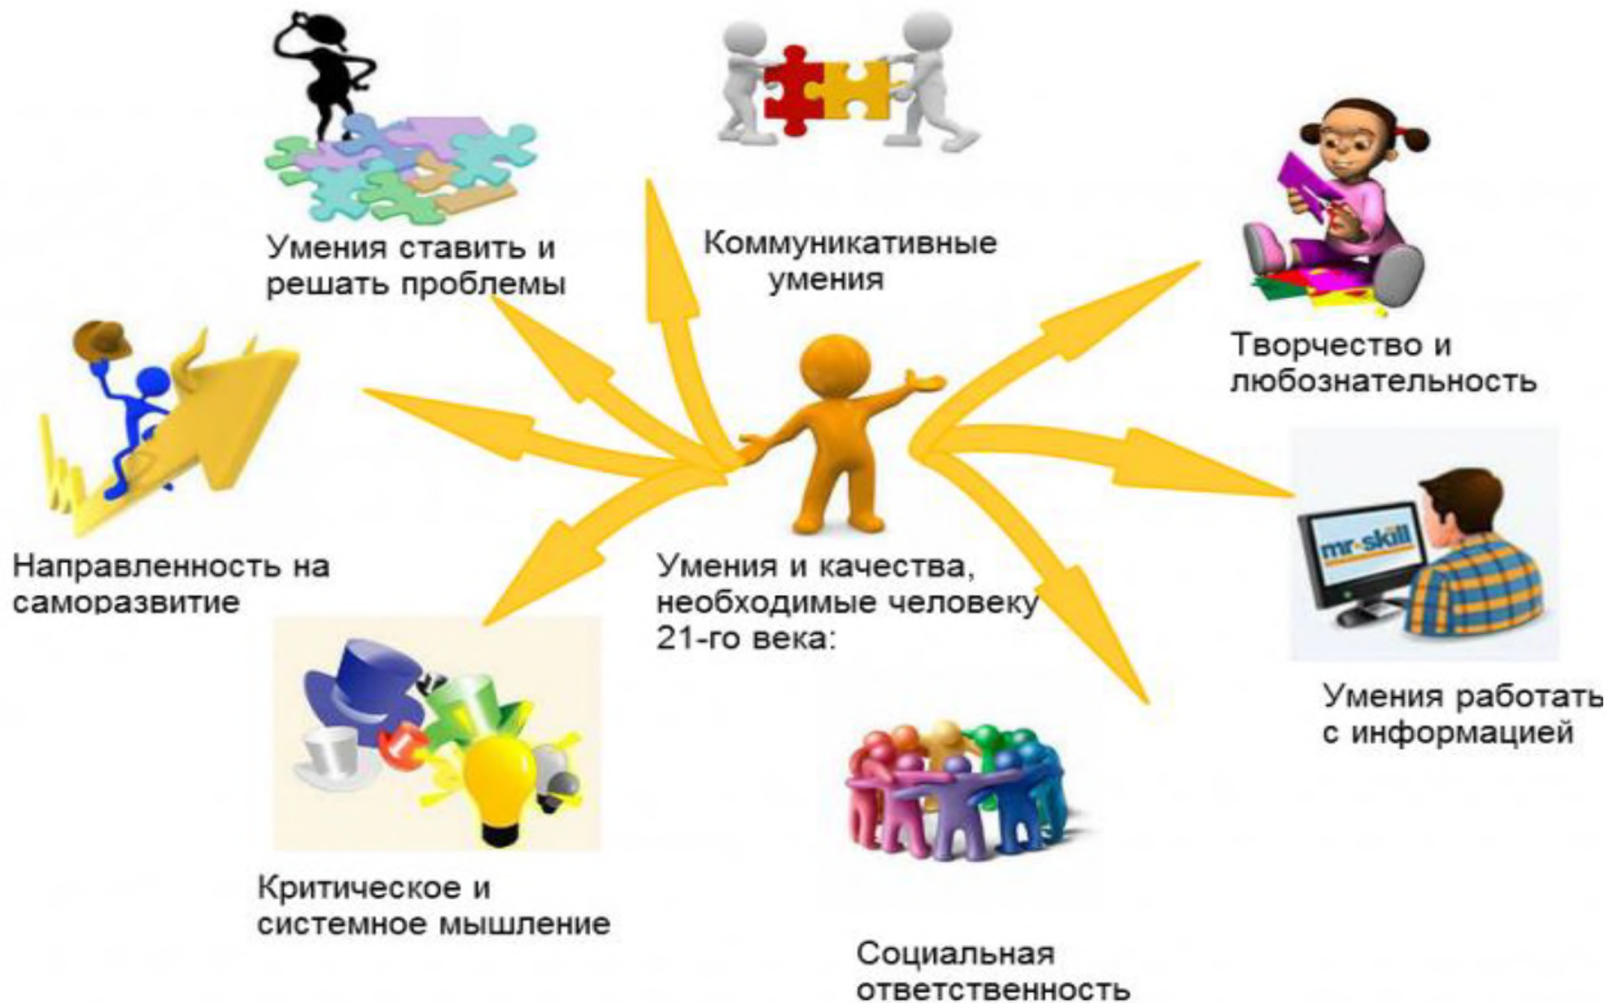 Умения ставить и
решать проблемы
Коммуникативные
умения
Творчество и
любознательность
Направленность на
саморазвитие
Умения и качества,
необходимые человеку
21-го века:
mr skill
Умения работать
с информацией
Критическое и
системное мышление
Социальная
ответственность